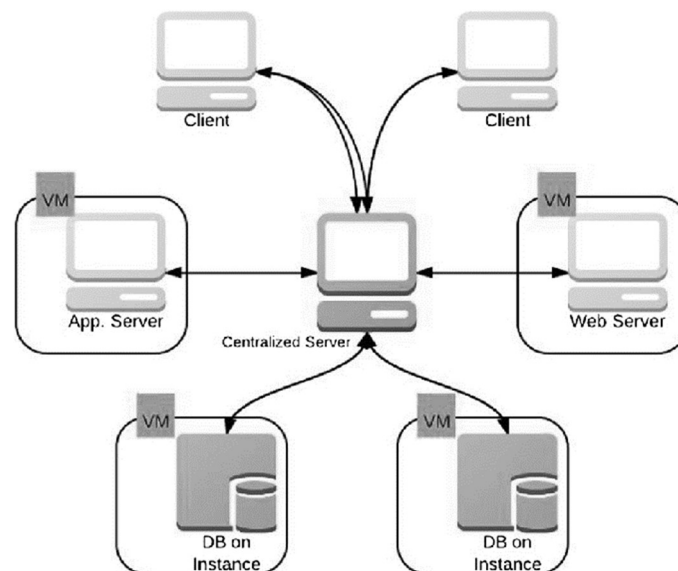 Client
Client
VM
VM
App. Server
Web Server
Centralized Server
VM
VM
DB on
Instance
DB on
Instance